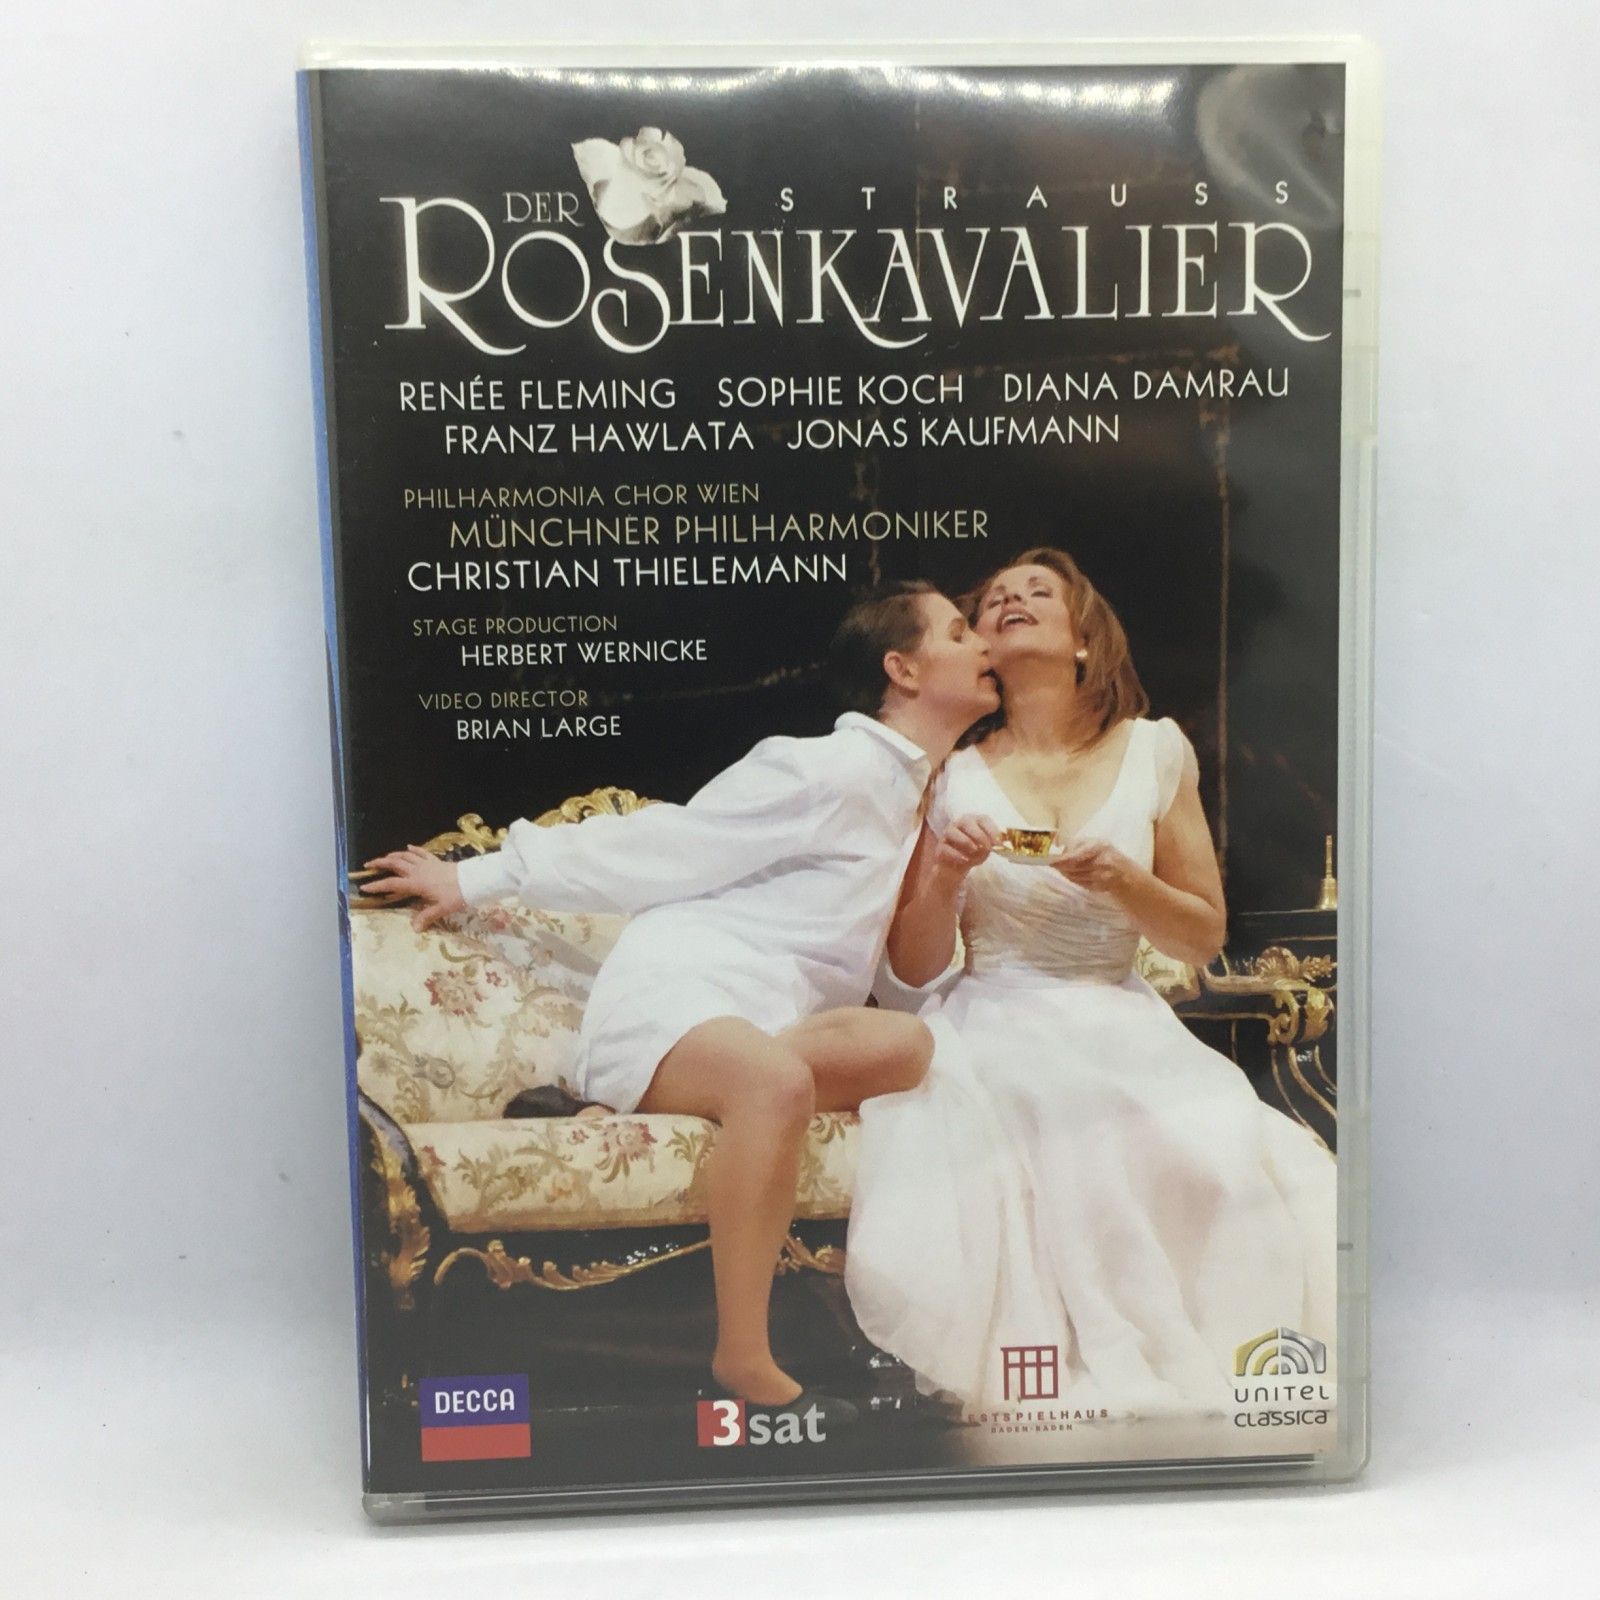 DER
STRAUSS
ROSENKAVALIER
RENÉE FLEMING SOPHIE KOCH DIANA DAMRAU
FRANZ HAWLATA JONAS KAUFMANN
PHILHARMONIA CHOR WIEN
MÜNCHNER PHILHARMONIKER
CHRISTIAN THIELEMANN
STAGE PRODUCTION
HERBERT WERNICKE
VIDEO DIRECTOR
BRIAN LARGE
DECCA
3sat
ESTSPIELHAUS
BADEN-BADEN
UNITEL
CLASSICA